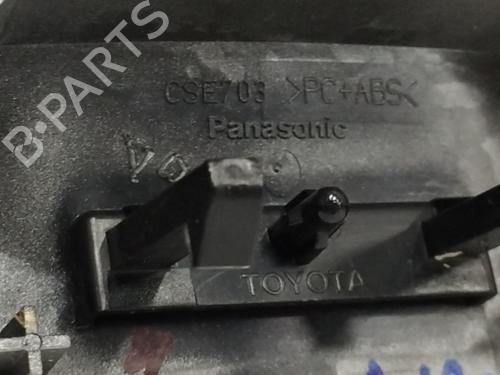 B-PARTS
CSE703 >PC+ABS<
Panasonic
TOYOTA